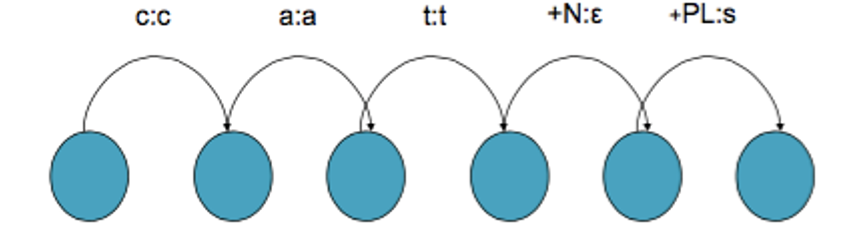 c:c a:a t:t +N:ε +PL:s